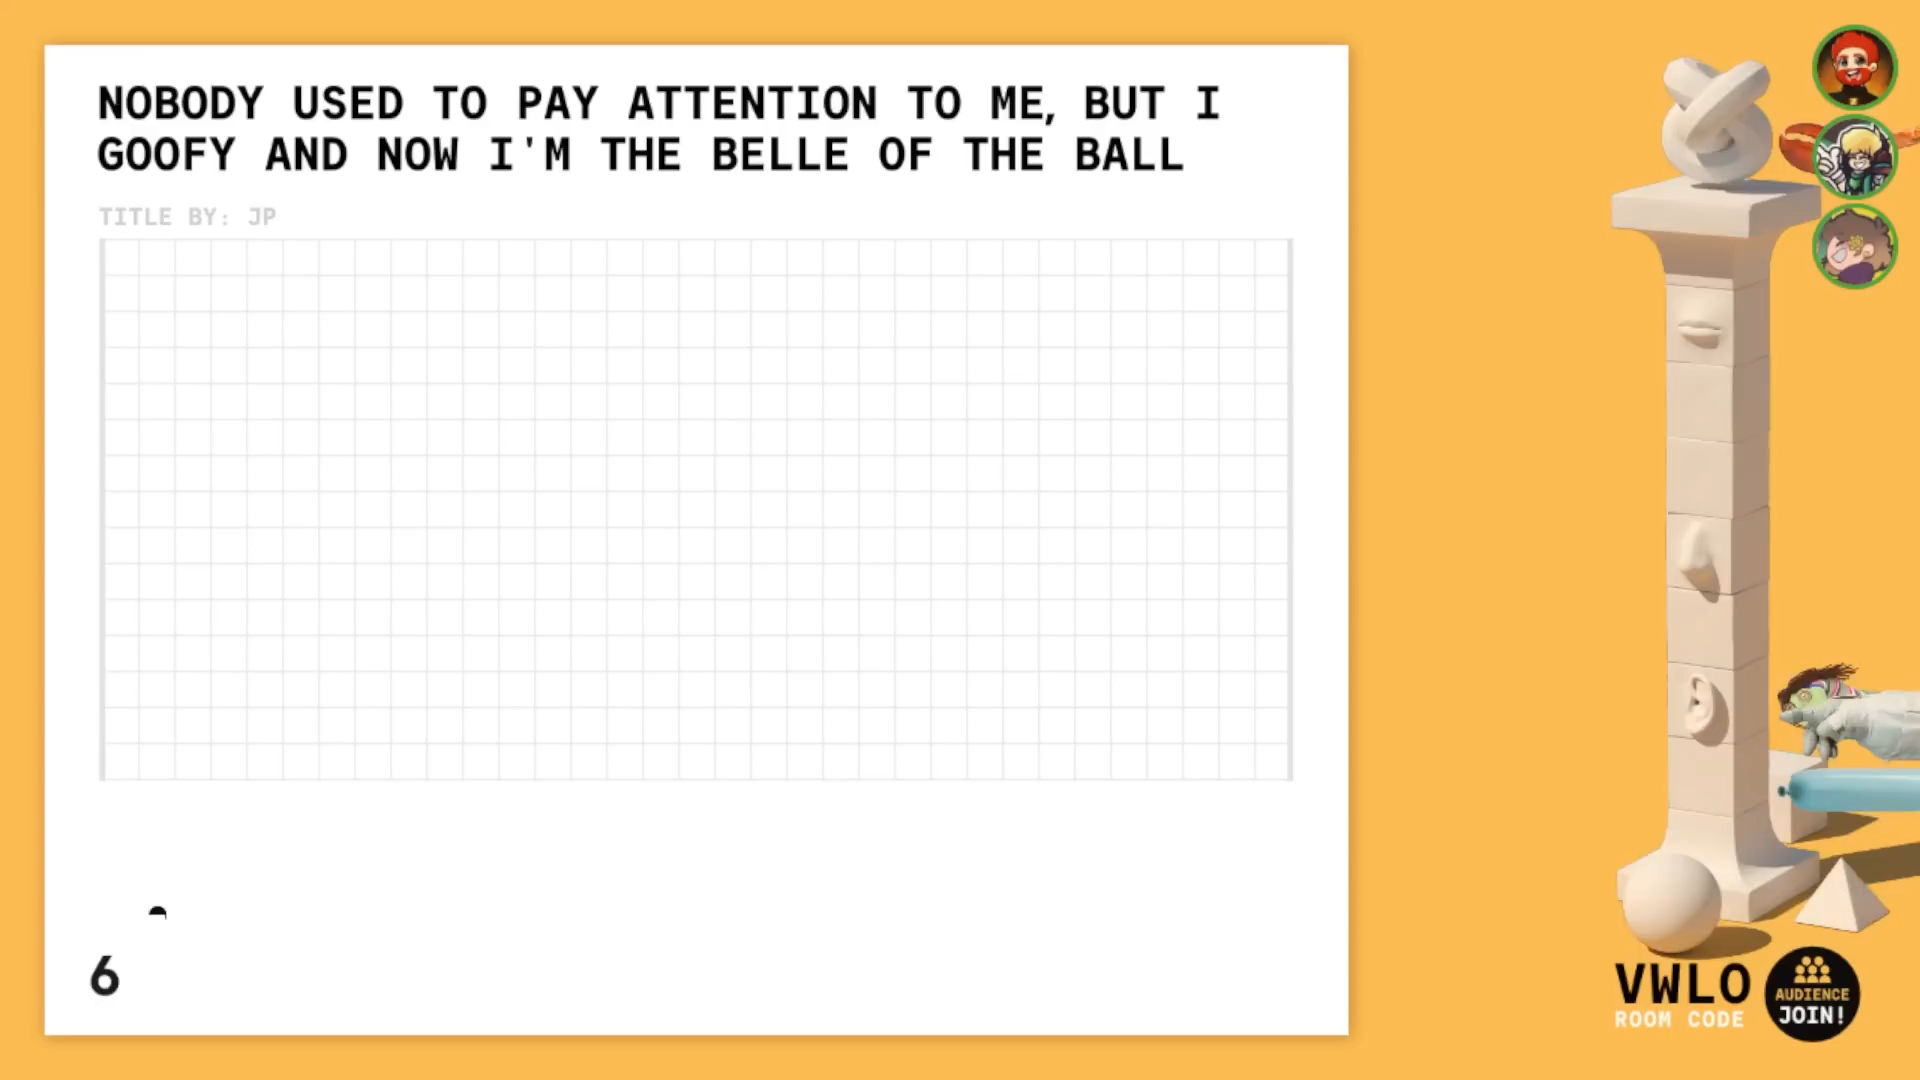 NOBODY USED TO PAY ATTENTION TO ME, BUT I
GOOFY AND NOW I'M THE BELLE OF THE BALL
TITLE BY: JP
6
VWLO
ROOM CODE
AUDIENCE
JOIN!